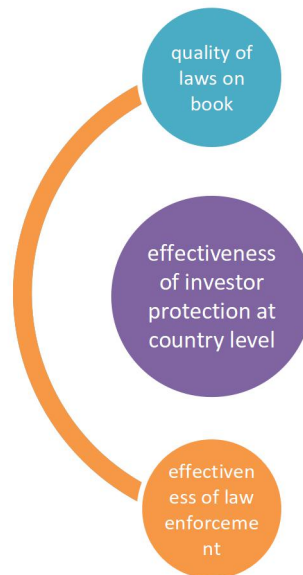 quality of
laws on
book
effectiveness
of investor
protection at
country level
effectiven
ess of law
enforceme
nt